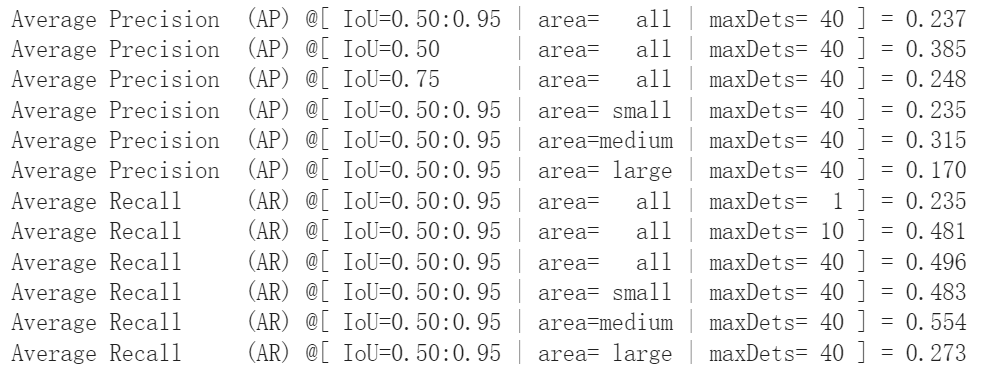 Average Precision  (AP) @[ IoU=0.50:0.95 | area=   all | maxDets= 40 ] = 0.237
Average Precision  (AP) @[ IoU=0.50      | area=   all | maxDets= 40 ] = 0.385
Average Precision  (AP) @[ IoU=0.75      | area=   all | maxDets= 40 ] = 0.248
Average Precision  (AP) @[ IoU=0.50:0.95 | area= small | maxDets= 40 ] = 0.235
Average Precision  (AP) @[ IoU=0.50:0.95 | area=medium | maxDets= 40 ] = 0.315
Average Precision  (AP) @[ IoU=0.50:0.95 | area= large | maxDets= 40 ] = 0.170
Average Recall     (AR) @[ IoU=0.50:0.95 | area=   all | maxDets=  1 ] = 0.235
Average Recall     (AR) @[ IoU=0.50:0.95 | area=   all | maxDets= 10 ] = 0.481
Average Recall     (AR) @[ IoU=0.50:0.95 | area=   all | maxDets= 40 ] = 0.496
Average Recall     (AR) @[ IoU=0.50:0.95 | area= small | maxDets= 40 ] = 0.483
Average Recall     (AR) @[ IoU=0.50:0.95 | area=medium | maxDets= 40 ] = 0.554
Average Recall     (AR) @[ IoU=0.50:0.95 | area= large | maxDets= 40 ] = 0.273